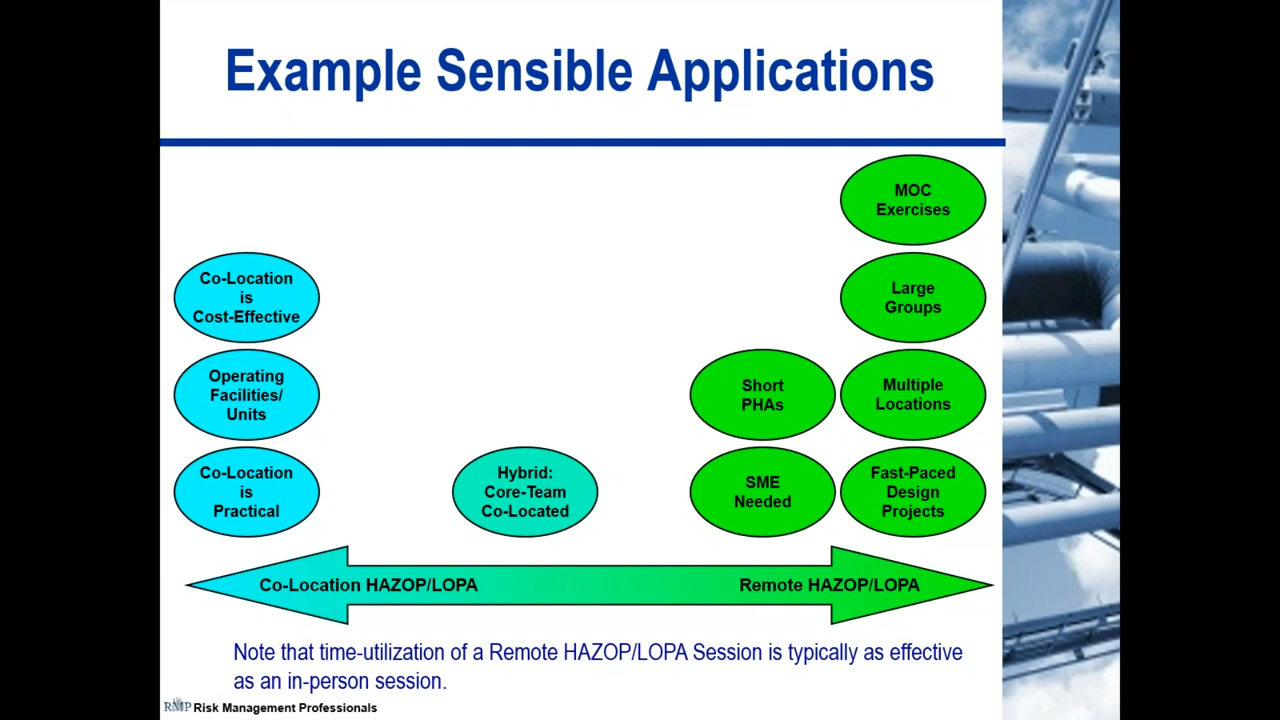 Example Sensible Applications
MOC
Exercises
Co-Location
is
Cost-Effective
Large
Groups
Operating
Facilities/
Units
Short
PHAs
Multiple
Locations
Co-Location
is
Practical
Hybrid:
Core-Team
Co-Located
SME
Needed
Fast-Paced
Design
Projects
Co-Location HAZOP/LOPA
Remote HAZOP/LOPA
Note that time-utilization of a Remote HAZOP/LOPA Session is typically as effective
as an in-person session.
RMP Risk Management Professionals